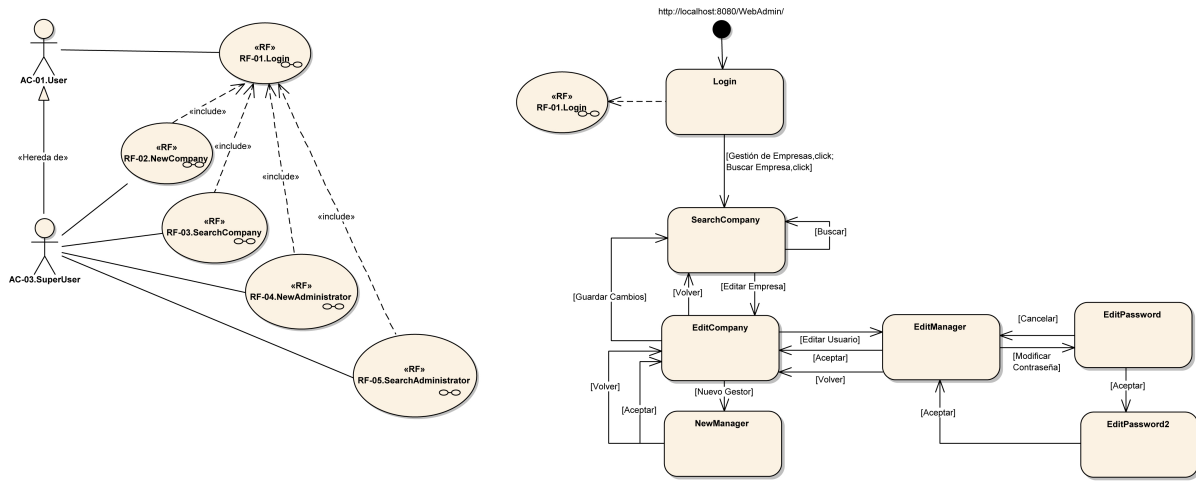 «RF»
RF-01.Login
AC-01.User
«include»
«RF»
RF-02.NewCompany
«include»
«Hereda de»
«include»
«RF»
RF-03.SearchCompany
«include»
AC-03.SuperUser
«RF»
RF-04.NewAdministrator
«RF»
RF-05.SearchAdministrator
http://localhost:8080/WebAdmin/
Login
«RF»
RF-01.Login
[Gestión de Empresas,click;
Buscar Empresa,click]
SearchCompany
[Buscar]
[Guardar Cambios]
[Volver]
[Editar Empresa]
EditCompany
[Editar Usuario]
[Aceptar]
[Volver]
EditManager
[Cancelar]
[Modificar
Contraseña]
EditPassword
[Aceptar]
[Volver]
[Aceptar]
[Nuevo Gestor]
NewManager
[Aceptar]
EditPassword2